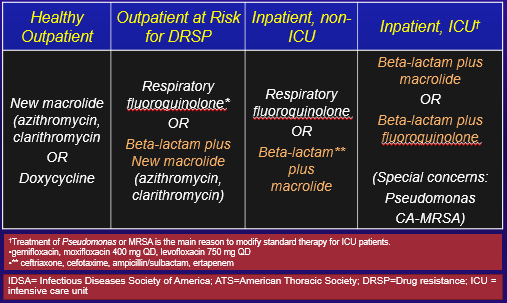 Healthy
Outpatient
Outpatient at Risk
for DRSP
Inpatient, non-
ICU
Inpatient, ICU†
New macrolide
(azithromycin,
clarithromycin
OR
Doxycycline
Respiratory
fluoroquinolone*
OR
Beta-lactam plus
New macrolide
(azithromycin,
clarithromycin)
Respiratory
fluoroquinolone
OR
Beta-lactam**
plus
macrolide
Beta-lactam plus
macrolide
OR
Beta-lactam plus
fluoroquinolone
(Special concerns:
Pseudomonas
CA-MRSA)
†Treatment of Pseudomonas or MRSA is the main reason to modify standard therapy for ICU patients.
•gemifloxacin, moxifloxacin 400 mg QD, levofloxacin 750 mg QD
•** ceftriaxone, cefotaxime, ampicillin/sulbactam, ertapenem
IDSA= Infectious Diseases Society of America; ATS=American Thoracic Society; DRSP=Drug resistance; ICU =
intensive care unit